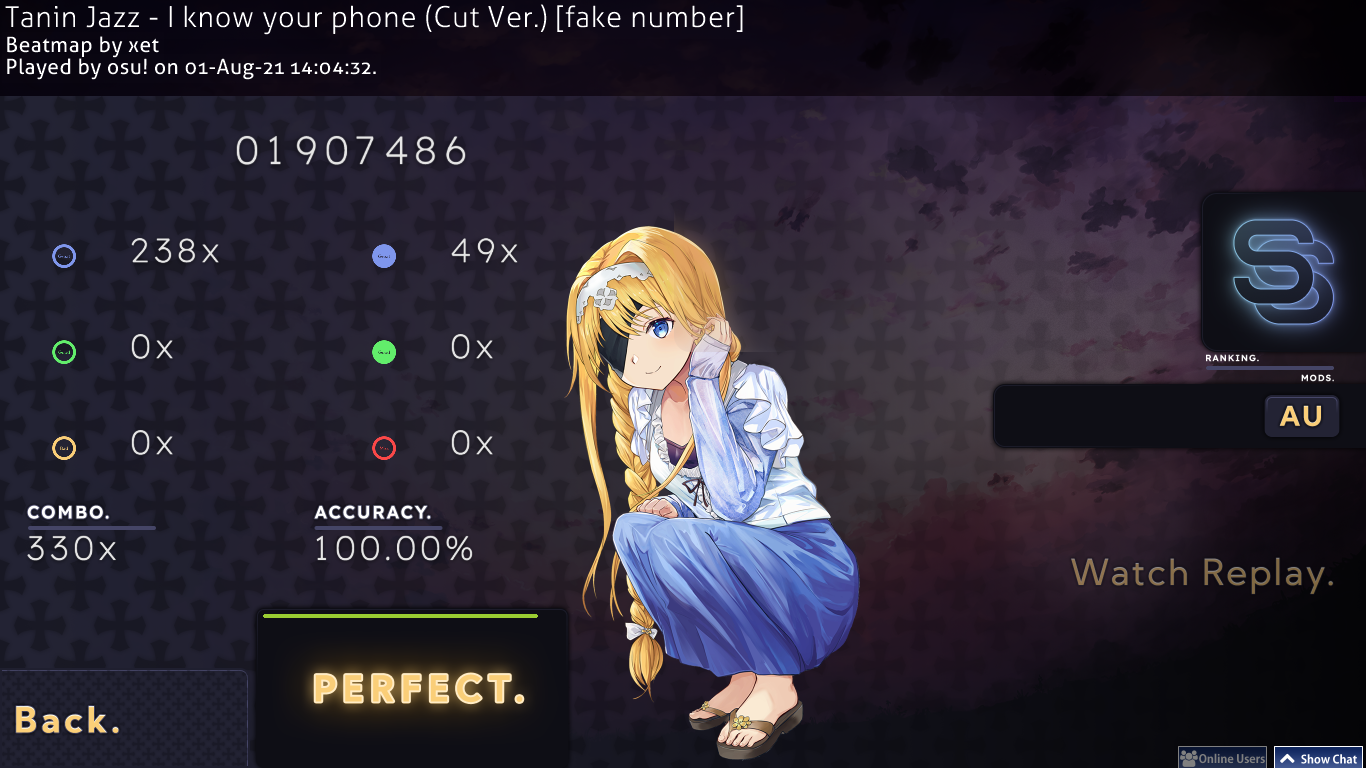 Tanin Jazz - I know your phone (Cut Ver.) [fake number]
Beatmap by xet
Played by osu! on 01-Aug-21 14:04:32.
01907486
238x 49x
0x 0x
0x 0x
COMBO. ACCURACY.
330x 100.00%
SS
RANKING.
MODS.
AU
Watch Replay.
PERFECT.
Back.
Online Users Show Chat